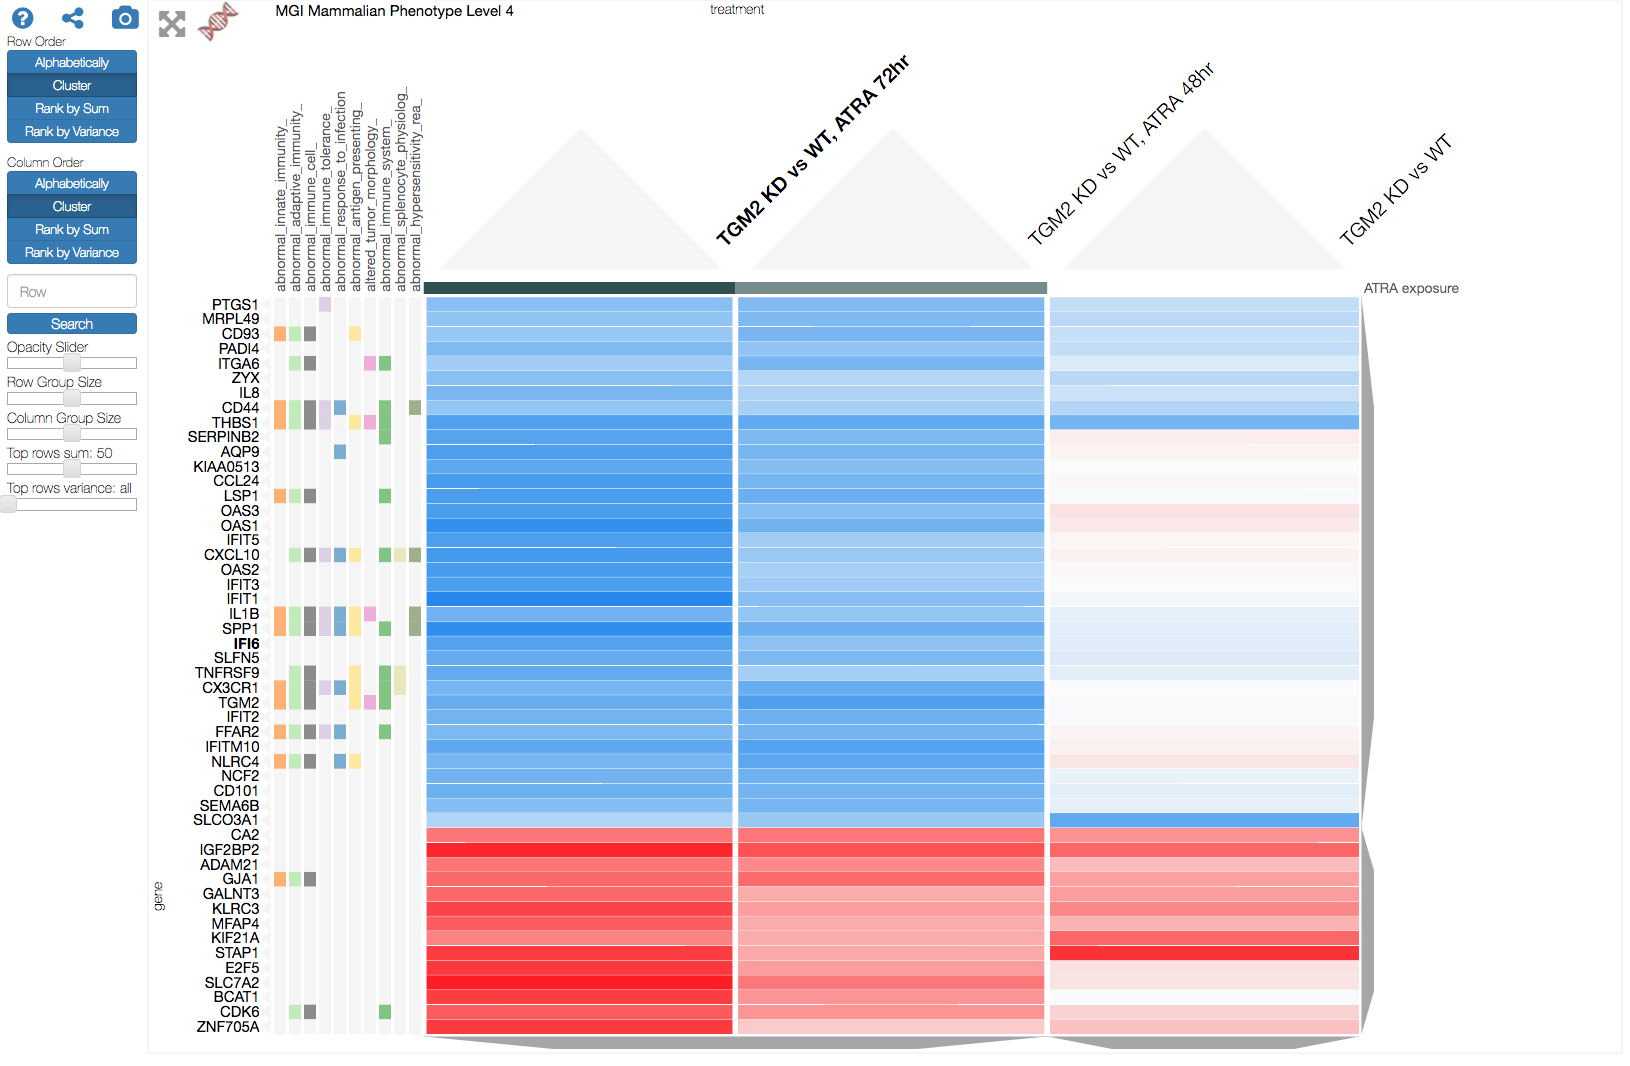 MGI Mammalian Phenotype Level 4
treatment
Row Order
Alphabetically
Cluster
Rank by Sum
Rank by Variance
Column Order
Alphabetically
Cluster
Rank by Sum
Rank by Variance
Row
Search
Opacity Slider
Row Group Size
Column Group Size
Top rows sum: 50
Top rows variance: all
abnormal_innate_immunity_
abnormal_adaptive_immunity_
abnormal_immune_cell_
abnormal_immune_tolerance_
abnormal_response_to_infection
abnormal_antigen_presenting_
altered_tumor_morphology_
abnormal_immune_system_
abnormal_splenocyte_physiolog_
abnormal_hypersensitivity_rea_
TGM2 KD vs WT, ATRA 72hr
TGM2 KD vs WT, ATRA 48hr
TGM2 KD vs WT
ATRA exposure
PTGS1
MRPL49
CD93
PADI4
ITGA6
ZYX
IL8
CD44
THBS1
SERPINB2
AQP9
KIAA0513
CCL24
LSP1
OAS3
OAS1
IFIT5
CXCL10
OAS2
IFIT3
IFIT1
IL1B
SPP1
IFI6
SLFN5
TNFRSF9
CX3CR1
TGM2
IFIT2
FFAR2
IFITM10
NLRC4
NCF2
CD101
SEMA6B
SLCO3A1
CA2
IGF2BP2
ADAM21
GJA1
GALNT3
KLRC3
MFAP4
KIF21A
STAP1
E2F5
SLC7A2
BCAT1
CDK6
ZNF705A
gene